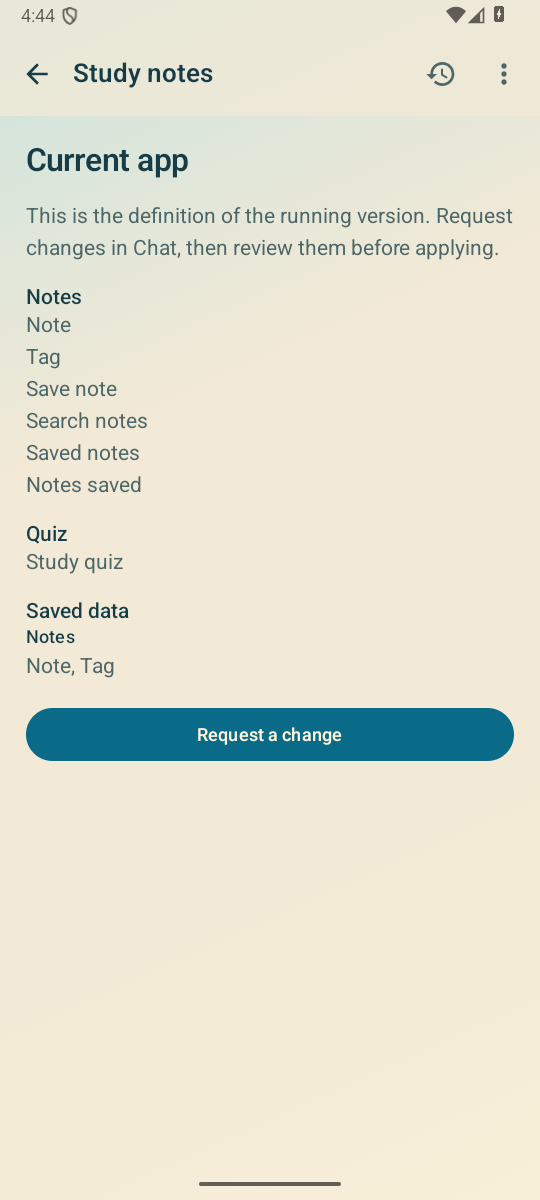 4:44
Study notes
Current app
This is the definition of the running version. Request
changes in Chat, then review them before applying.
Notes
Note
Tag
Save note
Search notes
Saved notes
Notes saved
Quiz
Study quiz
Saved data
Notes
Note, Tag
Request a change